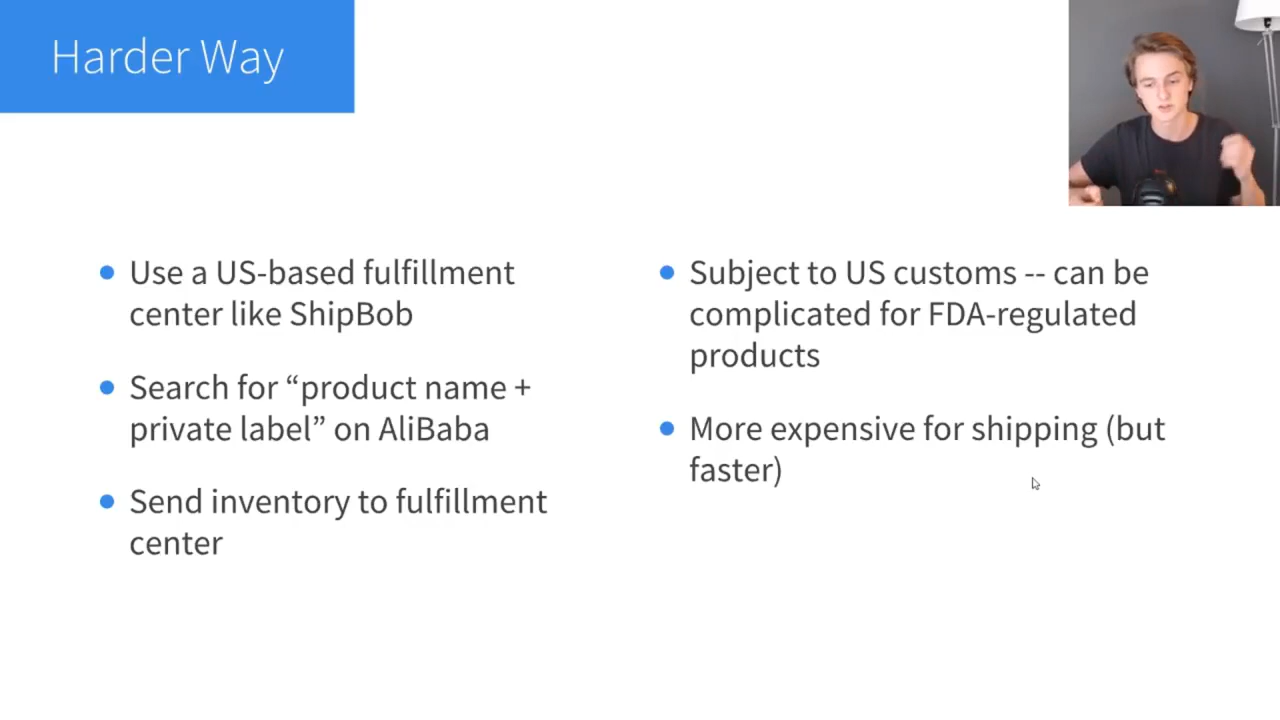 Harder Way
Use a US-based fulfillment
center like ShipBob
Search for “product name +
private label” on AliBaba
Send inventory to fulfillment
center
Subject to US customs -- can be
complicated for FDA-regulated
products
More expensive for shipping (but
faster)